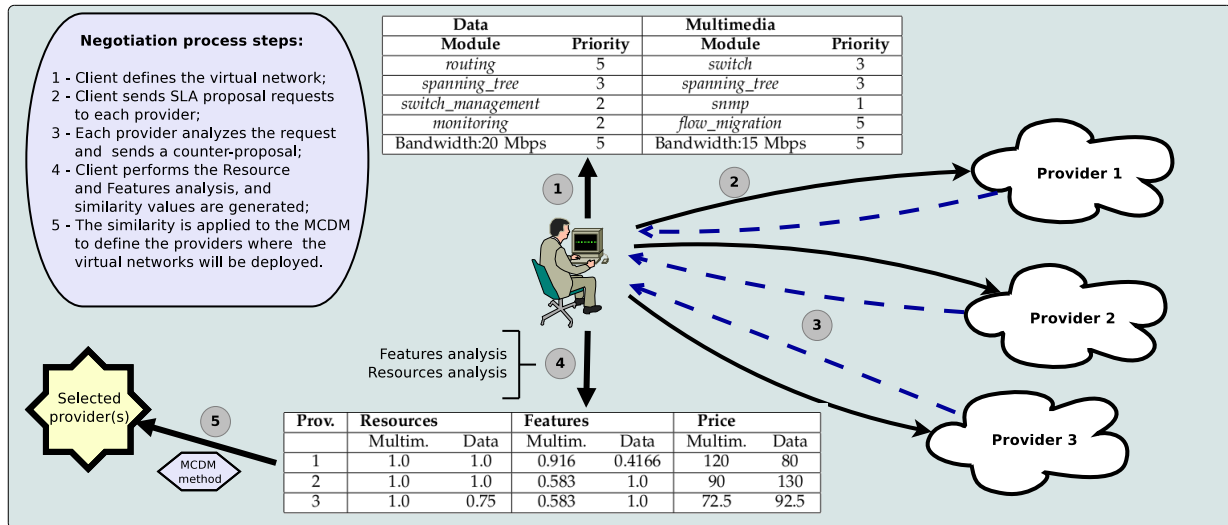 Negotiation process steps:
1 - Client defines the virtual network;
2 - Client sends SLA proposal requests
to each provider;
3 - Each provider analyzes the request
and sends a counter-proposal;
4 - Client performs the Resource
and Features analysis, and
similarity values are generated;
5 - The similarity is applied to the MCDM
to define the providers where the
virtual networks will be deployed.
Data Multimedia
Module Priority Module Priority
routing 5 switch 3
spanning_tree 3 spanning_tree 3
switch_management 2 snmp 1
monitoring 2 flow_migration 5
Bandwidth:20 Mbps 5 Bandwidth:15 Mbps 5
1
2
Provider 1
Provider 2
3
Provider 3
4
Features analysis
Resources analysis
5
Selected
provider(s)
MCDM
method
Prov. Resources Features Price
Multim. Data Multim. Data Multim. Data
1 1.0 1.0 0.916 0.4166 120 80
2 1.0 1.0 0.583 1.0 90 130
3 1.0 0.75 0.583 1.0 72.5 92.5